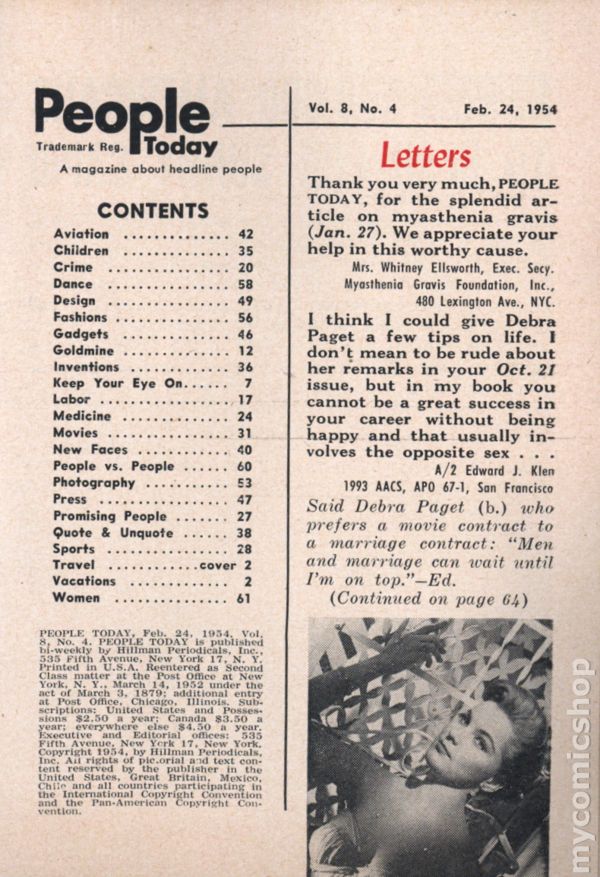 People
Trademark Reg. Today
A magazine about headline people
CONTENTS
Aviation .............. 42
Children .............. 35
Crime .............. 20
Dance .............. 58
Design .............. 49
Fashions .............. 56
Gadgets .............. 46
Goldmine .............. 12
Inventions .............. 36
Keep Your Eye On...... 7
Labor .............. 17
Medicine .............. 24
Movies .............. 31
New Faces .............. 40
People vs. People ...... 60
Photography .......... 53
Press .............. 47
Promising People ....... 27
Quote & Unquote ...... 38
Sports .............. 28
Travel ............cover 2
Vacations ............ 2
Women .............. 61
PEOPLE TODAY, Feb. 24, 1954, Vol.
8, No. 4. PEOPLE TODAY is published
bi-weekly by Hillman Periodicals, Inc.,
535 Fifth Avenue, New York 17, N. Y.
Printed in U.S.A. Reentered as Second
Class matter at the Post Office at New
York, N. Y., March 14, 1952 under the
act of March 3, 1879; additional entry
at Post Office, Chicago, Illinois. Sub-
scriptions: United States and Posses-
sions $2.50 a year; Canada $3.50 a
year; everywhere else $4.50 a year.
Executive and Editorial offices: 535
Fifth Avenue, New York 17, New York.
Copyright 1954, by Hillman Periodicals,
Inc. All rights of pictorial and text con-
tent reserved by the publisher in the
United States, Great Britain, Mexico,
Chile and all countries participating in
the International Copyright Convention
and the Pan-American Copyright Con-
vention.
Vol. 8, No. 4 Feb. 24, 1954
Letters
Thank you very much, PEOPLE
TODAY, for the splendid ar-
ticle on myasthenia gravis
(Jan. 27). We appreciate your
help in this worthy cause.
Mrs. Whitney Ellsworth, Exec. Secy.
Myasthenia Gravis Foundation, Inc.,
480 Lexington Ave., NYC.
I think I could give Debra
Paget a few tips on life. I
don't mean to be rude about
her remarks in your Oct. 21
issue, but in my book you
cannot be a great success in
your career without being
happy and that usually in-
volves the opposite sex . . .
A/2 Edward J. Klen
1993 AACS, APO 67-1, San Francisco
Said Debra Paget (b.) who
prefers a movie contract to
a marriage contract: "Men
and marriage can wait until
I'm on top."—Ed.
(Continued on page 64)
mycomicshop